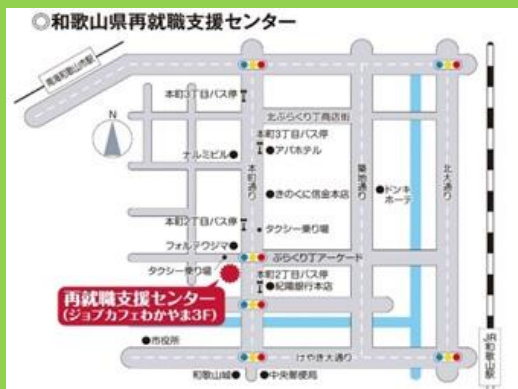 ◎和歌山県再就職支援センター
南海和歌山市駅
本町3丁目バス停
北ぶらくり丁商店街
N
本町3丁目バス停
ナルミビル
アパホテル
本町通り
築地通り
北大通り
きのくに信金本店
ドンキ
ホーテ
本町2丁目バス停
タクシー乗り場
フォルテワジマ
ぶらくり丁アーケード
タクシー乗り場
本町2丁目バス停
紀陽銀行本店
再就職支援センター
(ジョブカフェわかやま3F)
市役所
けやき大通り
和歌山城
中央郵便局
JR和歌山駅